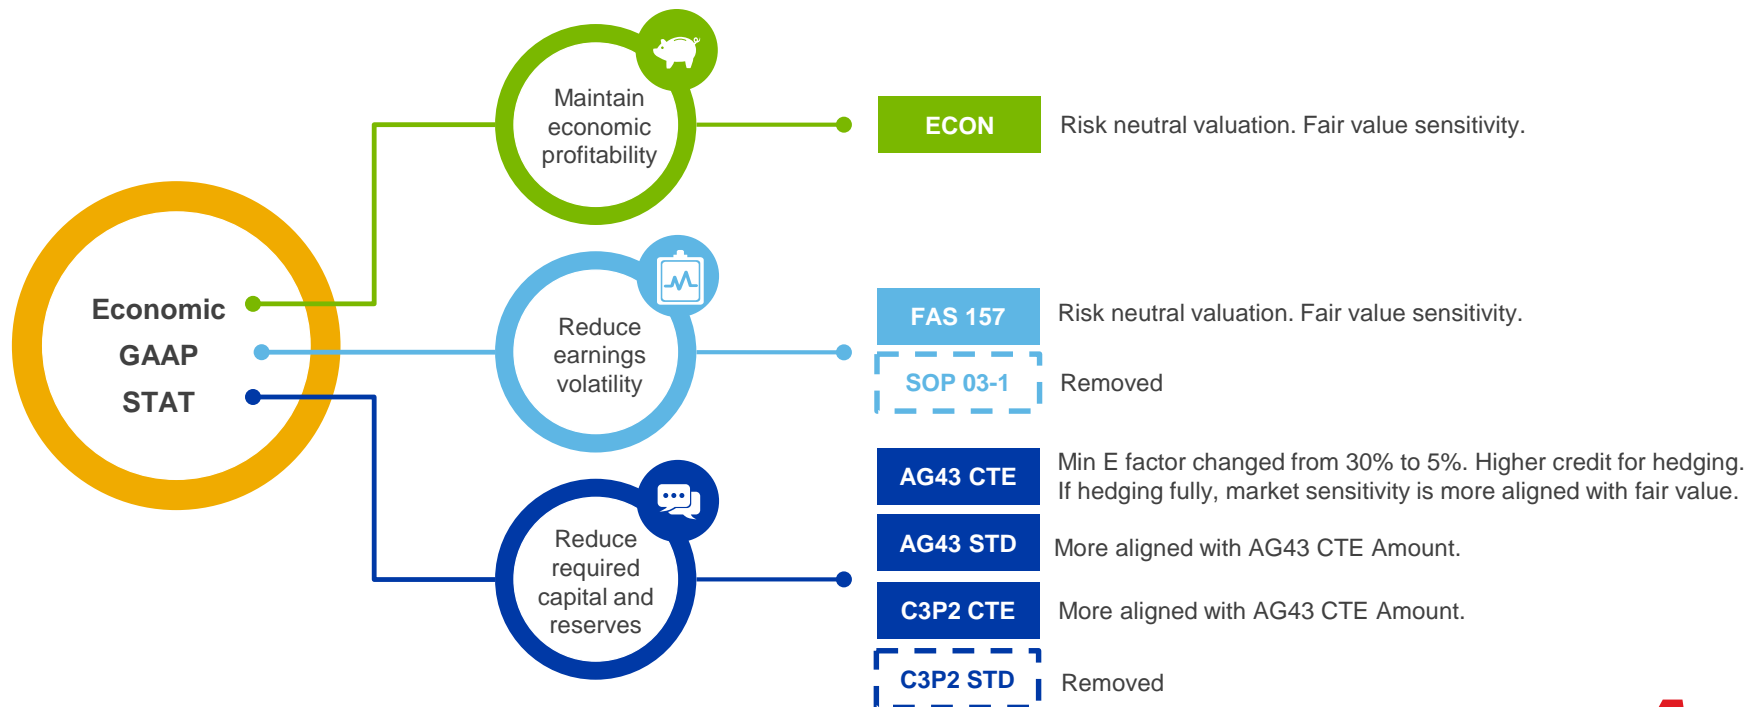 Economic
GAAP
STAT
Maintain
economic
profitability
ECON
Risk neutral valuation. Fair value sensitivity.
Reduce
earnings
volatility
FAS 157
Risk neutral valuation. Fair value sensitivity.
SOP 03-1
Removed
Reduce
required
capital and
reserves
AG43 CTE
Min E factor changed from 30% to 5%. Higher credit for hedging.
If hedging fully, market sensitivity is more aligned with fair value.
AG43 STD
More aligned with AG43 CTE Amount.
C3P2 CTE
More aligned with AG43 CTE Amount.
C3P2 STD
Removed